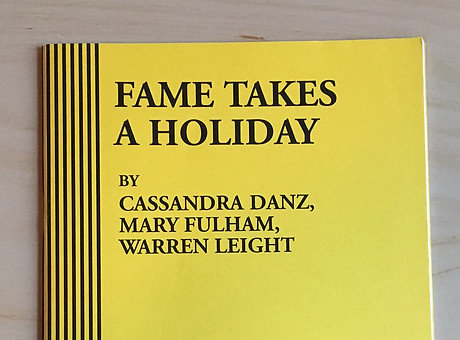 FAME TAKES
A HOLIDAY
BY
CASSANDRA DANZ,
MARY FULHAM,
WARREN LEIGHT